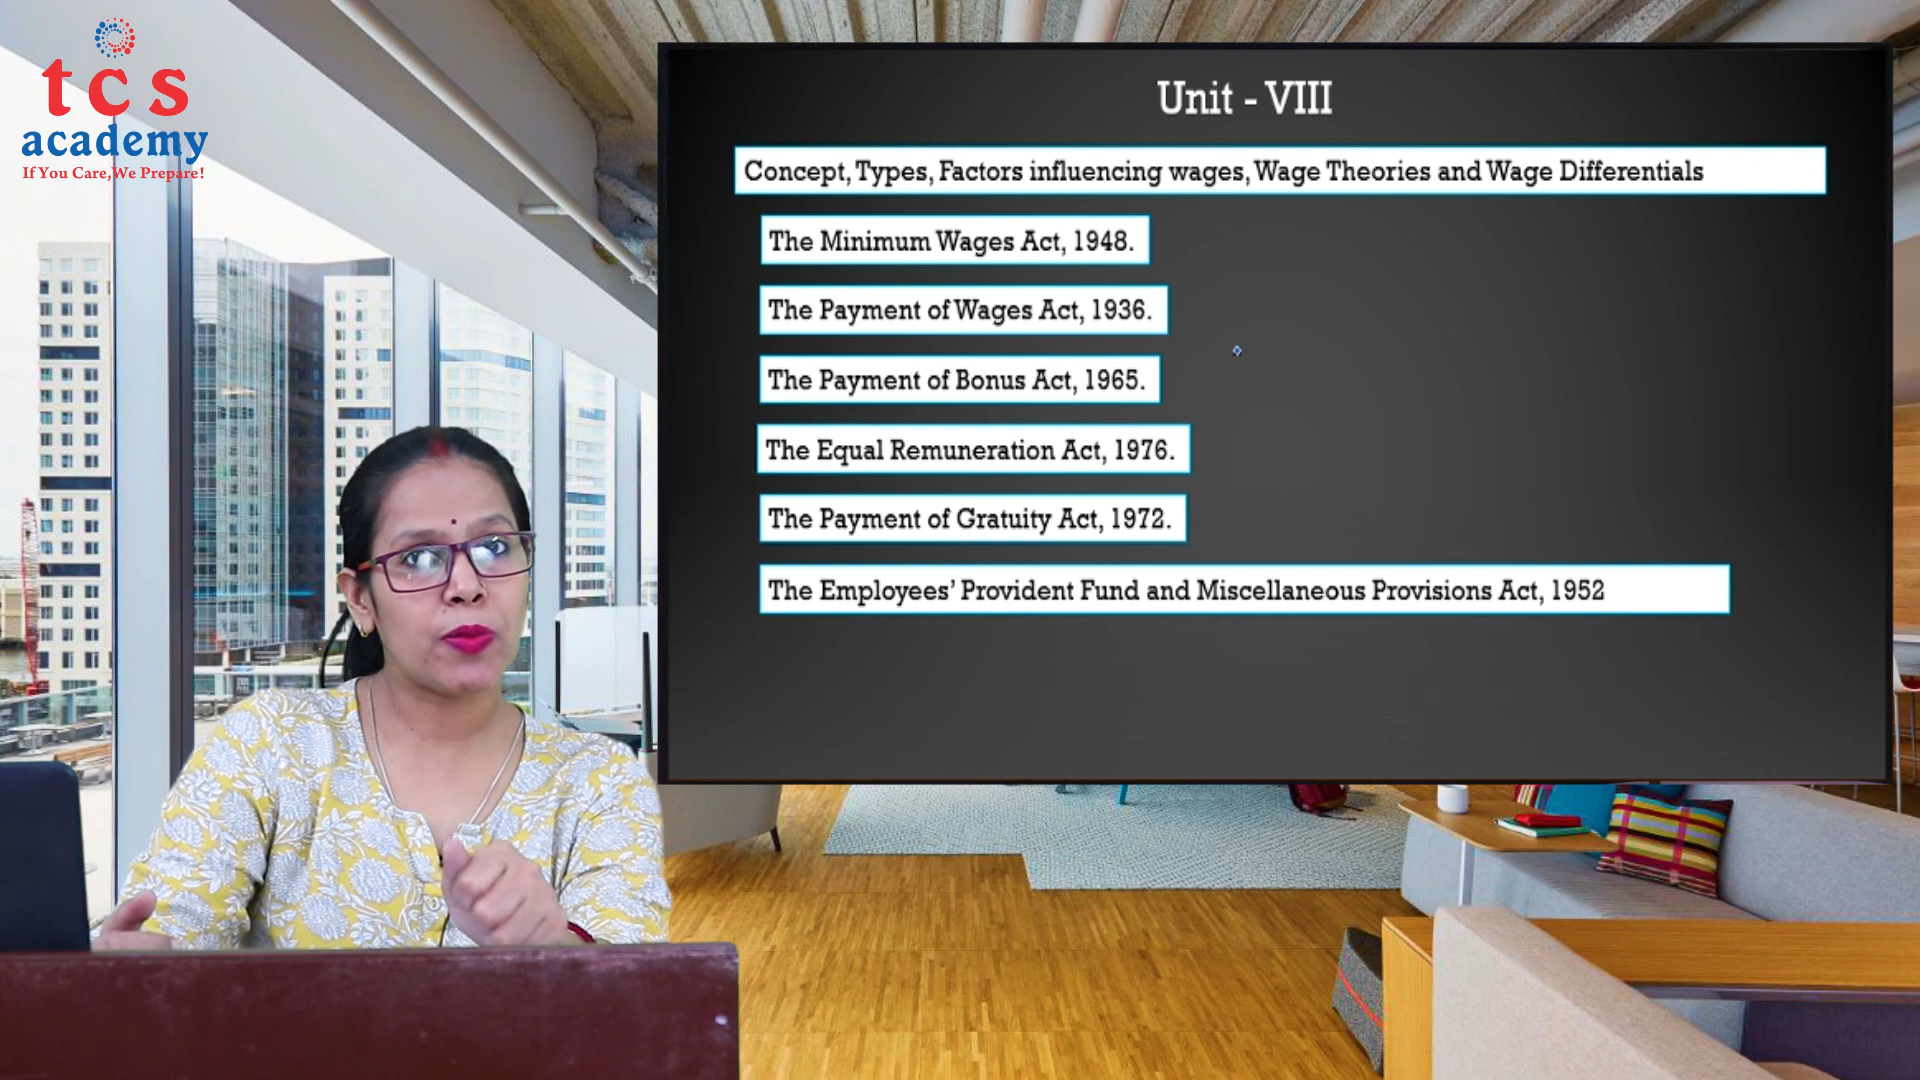 tcs
academy
If You Care,We Prepare!
Unit - VIII
Concept, Types, Factors influencing wages, Wage Theories and Wage Differentials
The Minimum Wages Act, 1948.
The Payment of Wages Act, 1936.
The Payment of Bonus Act, 1965.
The Equal Remuneration Act, 1976.
The Payment of Gratuity Act, 1972.
The Employees’ Provident Fund and Miscellaneous Provisions Act, 1952